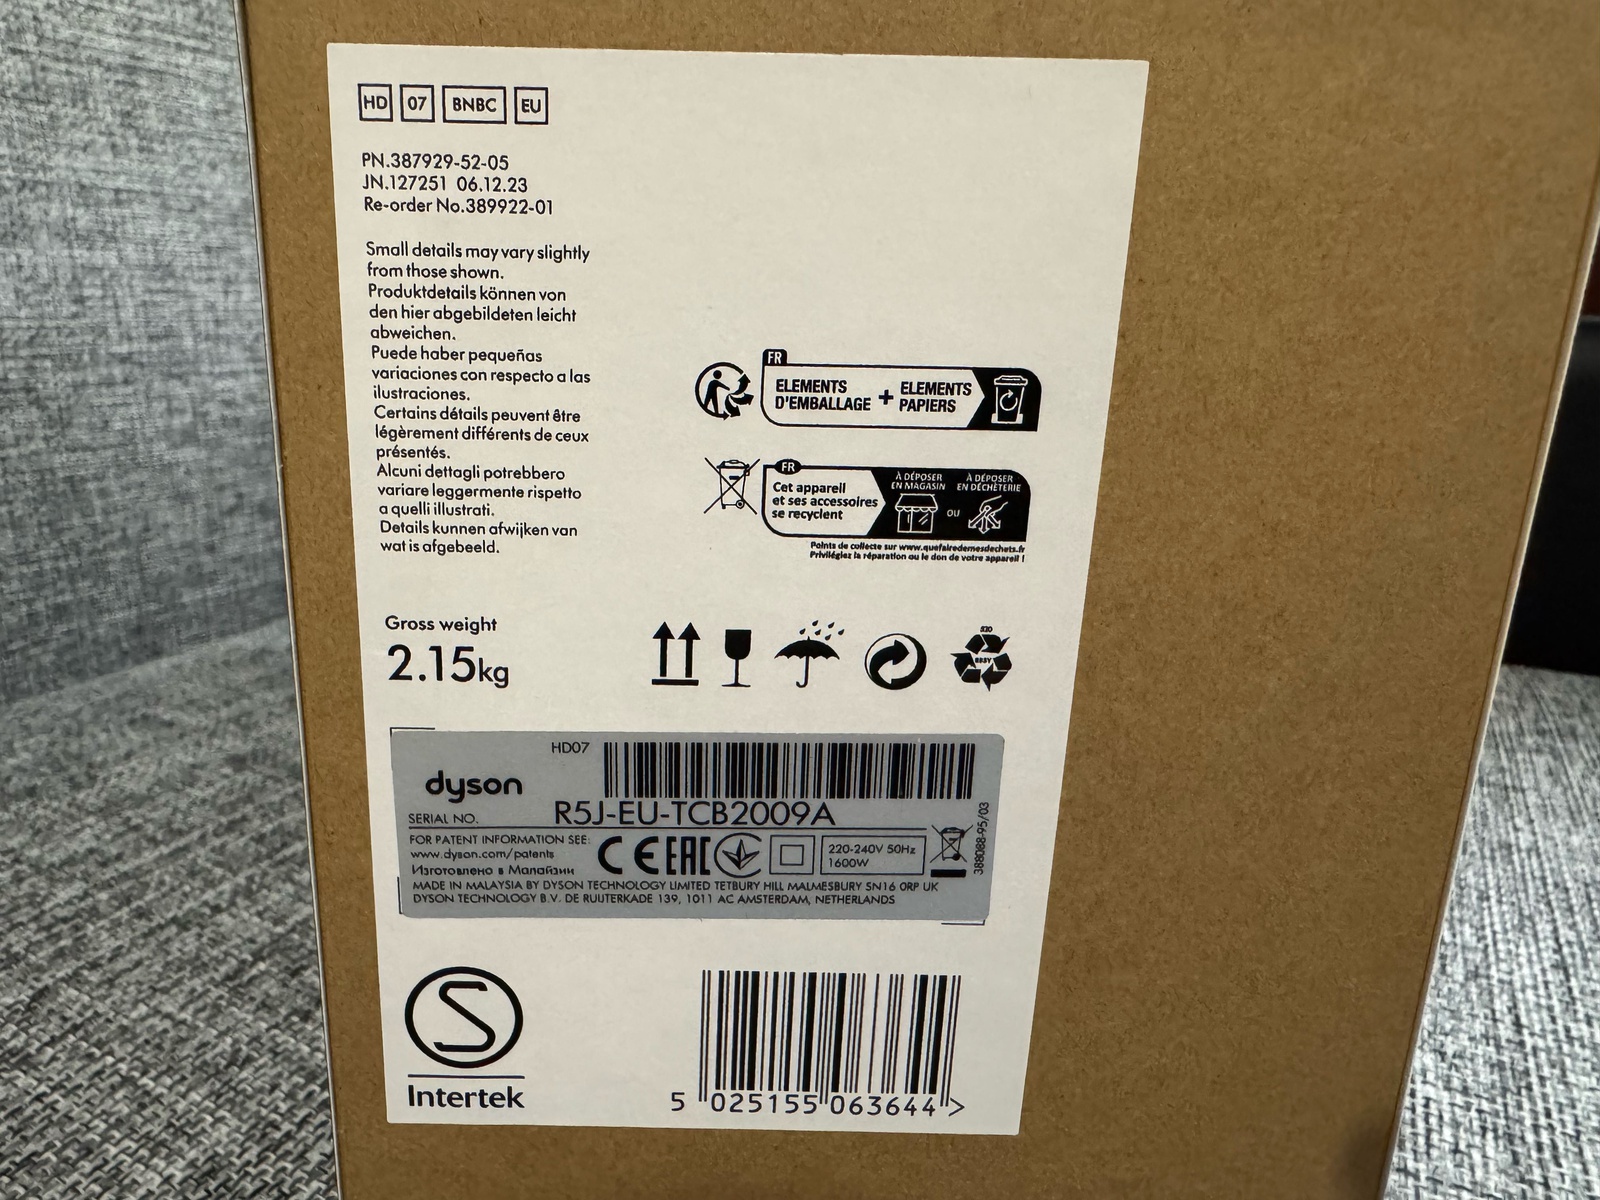 HD 07 BNBC EU
PN.387929-52-05
JN.127251 06.12.23
Re-order No.389922-01
Small details may vary slightly
from those shown.
Produktdetails können von
den hier abgebildeten leicht
abweichen.
Puede haber pequeñas
variaciones con respecto a las
ilustraciones.
Certains détails peuvent être
légèrement différents de ceux
présentés.
Alcuni dettagli potrebbero
variare leggermente rispetto
a quelli illustrati.
Details kunnen afwijken van
wat is afgebeeld.
FR
ELEMENTS
D'EMBALLAGE + ELEMENTS
PAPIERS
FR
Cet appareil
et ses accessoires
se recyclent
À DÉPOSER
EN MAGASIN
OU
À DÉPOSER
EN DÉCHÈTERIE
Points de collecte sur www.quefairedemesdechets.fr
Privilégiez la réparation ou le don de votre appareil !
Gross weight
2.15kg
HD07
dyson
SERIAL NO. R5J-EU-TCB2009A
FOR PATENT INFORMATION SEE:
www.dyson.com/patents
Изготовлено в Малайзии
CE EAC
220-240V 50Hz
1600W
388088-95/03
MADE IN MALAYSIA BY DYSON TECHNOLOGY LIMITED TETBURY HILL MALMESBURY SN16 0RP UK
DYSON TECHNOLOGY B.V. DE RUIJTERKADE 139, 1011 AC AMSTERDAM, NETHERLANDS
S
Intertek
5 025155 063644 >